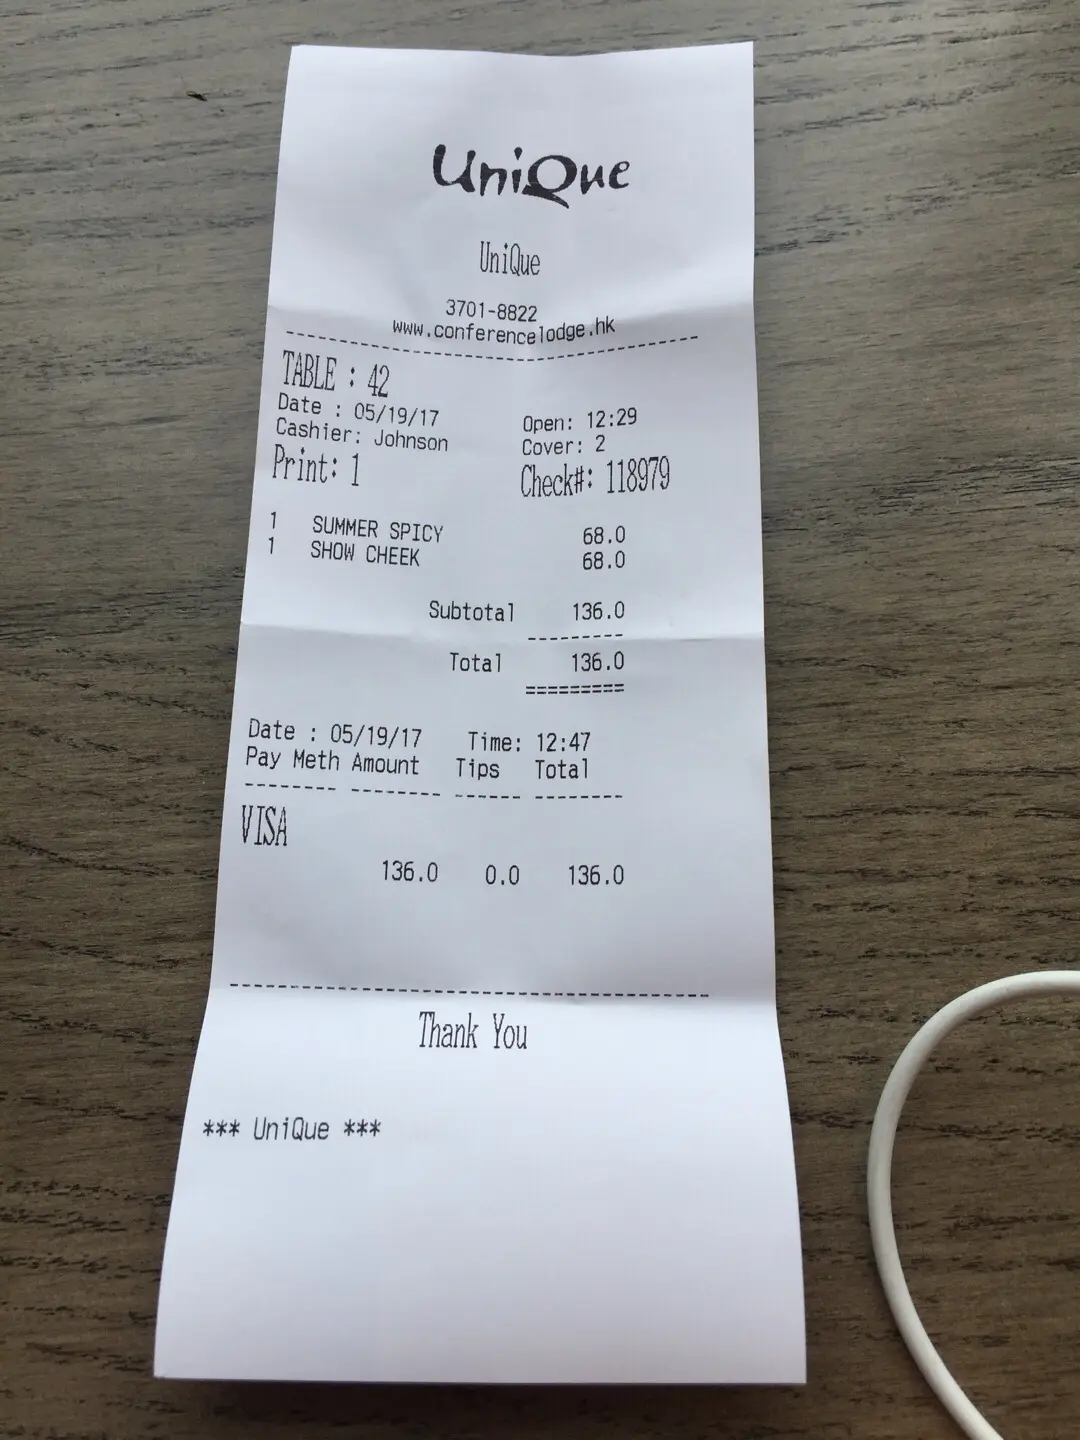 UniQue
UniQue
3701-8822
www.conferencelodge.hk
TABLE : 42
Date : 05/19/17 Open: 12:29
Cashier: Johnson Cover: 2
Print: 1 Check#: 118979
1 SUMMER SPICY 68.0
1 SHOW CHEEK 68.0
Subtotal 136.0
---------
Total 136.0
=========
Date : 05/19/17 Time: 12:47
Pay Meth Amount Tips Total
VISA
136.0 0.0 136.0
Thank You
*** UniQue ***